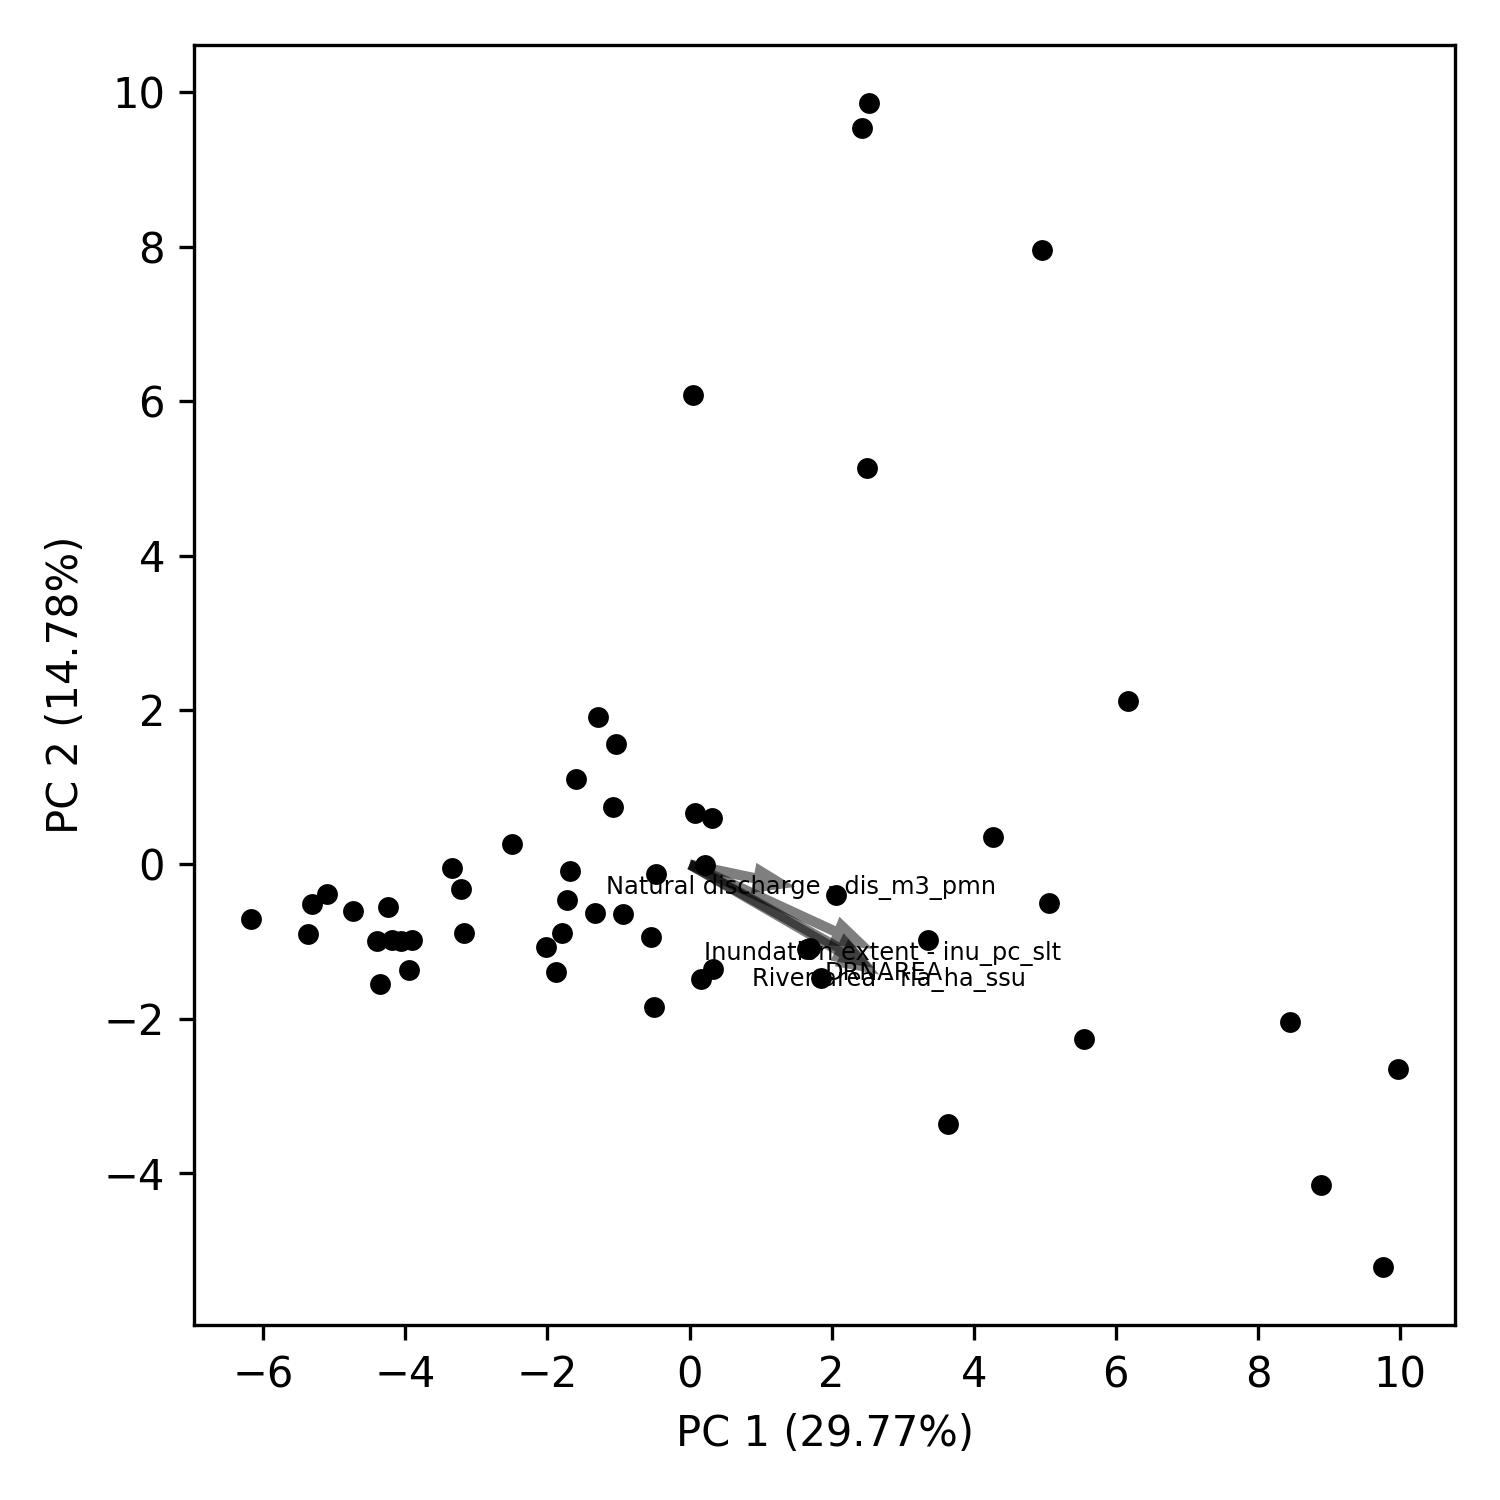 10
8
6
4
2
0
−2
−4
PC 2 (14.78%)
Natural discharge - dis_m3_pmn
Inundation extent - inu_pc_slt
DRNAREA
River area - ria_ha_ssu
−6 −4 −2 0 2 4 6 8 10
PC 1 (29.77%)